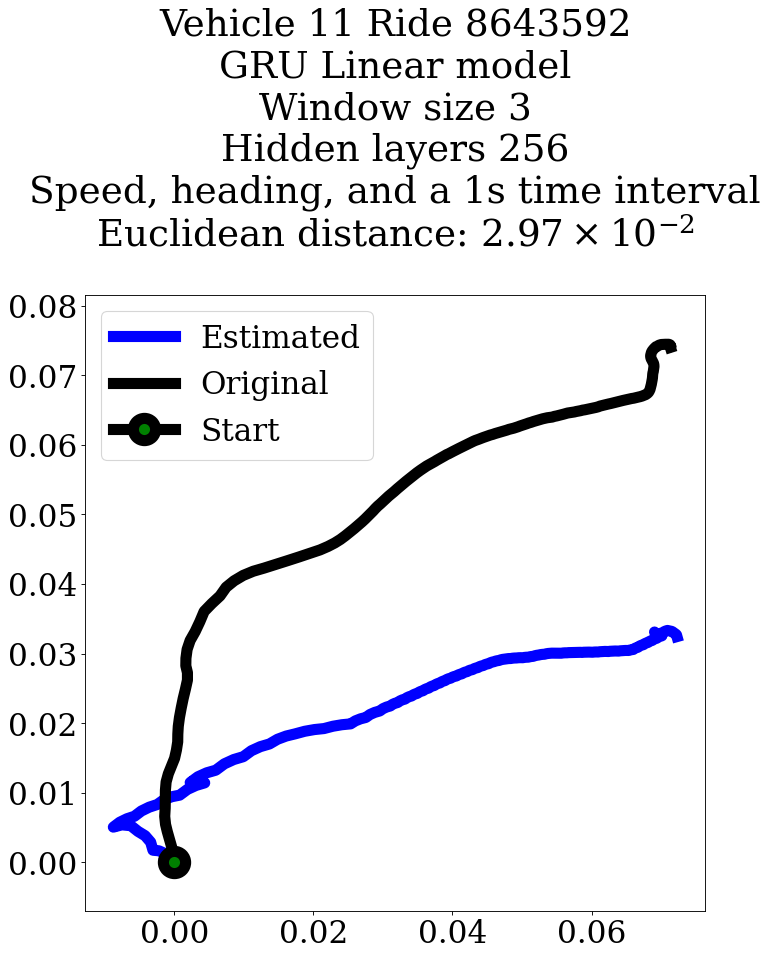 Vehicle 11 Ride 8643592
GRU Linear model
Window size 3
Hidden layers 256
Speed, heading, and a 1s time interval
Euclidean distance: 2.97 × 10⁻²
0.08
0.07
0.06
0.05
0.04
0.03
0.02
0.01
0.00
Estimated
Original
Start
0.00 0.02 0.04 0.06